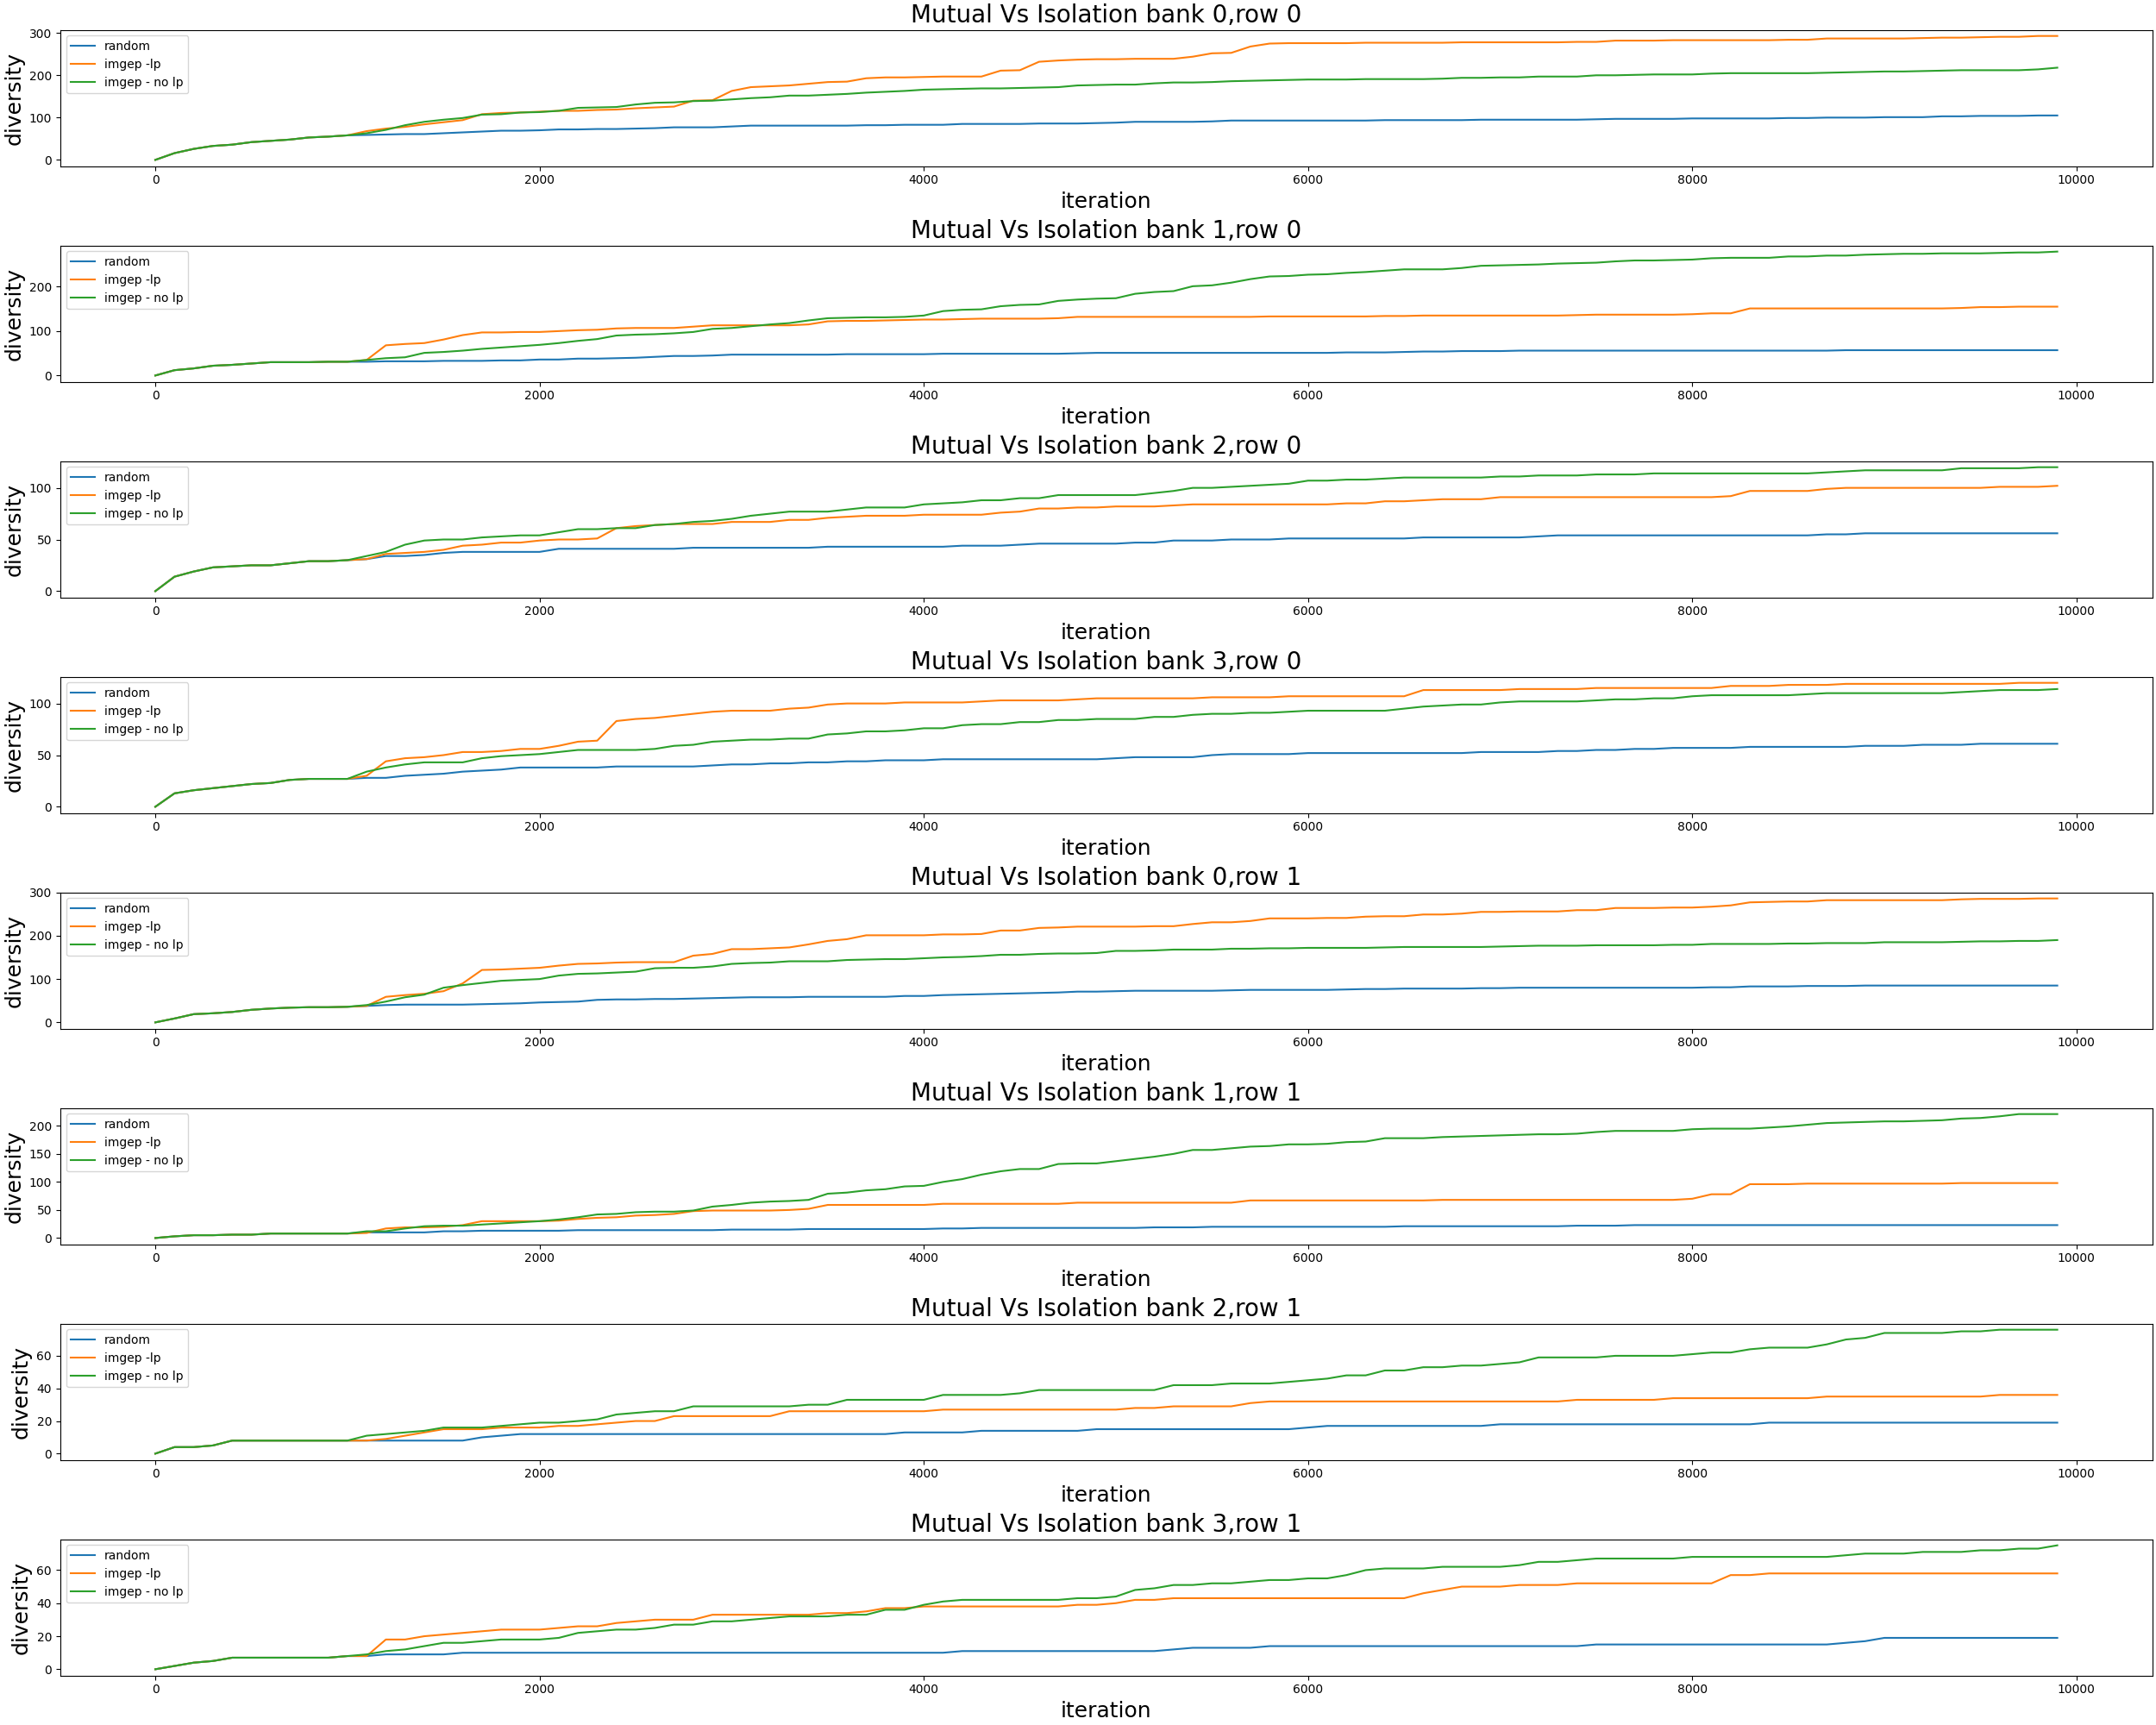 Mutual Vs Isolation bank 0,row 0
diversity
300
200
100
0
random
imgep -lp
imgep - no lp
0 2000 4000 6000 8000 10000
iteration
Mutual Vs Isolation bank 1,row 0
diversity
200
100
0
random
imgep -lp
imgep - no lp
0 2000 4000 6000 8000 10000
iteration
Mutual Vs Isolation bank 2,row 0
diversity
100
50
0
random
imgep -lp
imgep - no lp
0 2000 4000 6000 8000 10000
iteration
Mutual Vs Isolation bank 3,row 0
diversity
100
50
0
random
imgep -lp
imgep - no lp
0 2000 4000 6000 8000 10000
iteration
Mutual Vs Isolation bank 0,row 1
diversity
300
200
100
0
random
imgep -lp
imgep - no lp
0 2000 4000 6000 8000 10000
iteration
Mutual Vs Isolation bank 1,row 1
diversity
200
150
100
50
0
random
imgep -lp
imgep - no lp
0 2000 4000 6000 8000 10000
iteration
Mutual Vs Isolation bank 2,row 1
diversity
60
40
20
0
random
imgep -lp
imgep - no lp
0 2000 4000 6000 8000 10000
iteration
Mutual Vs Isolation bank 3,row 1
diversity
60
40
20
0
random
imgep -lp
imgep - no lp
0 2000 4000 6000 8000 10000
iteration